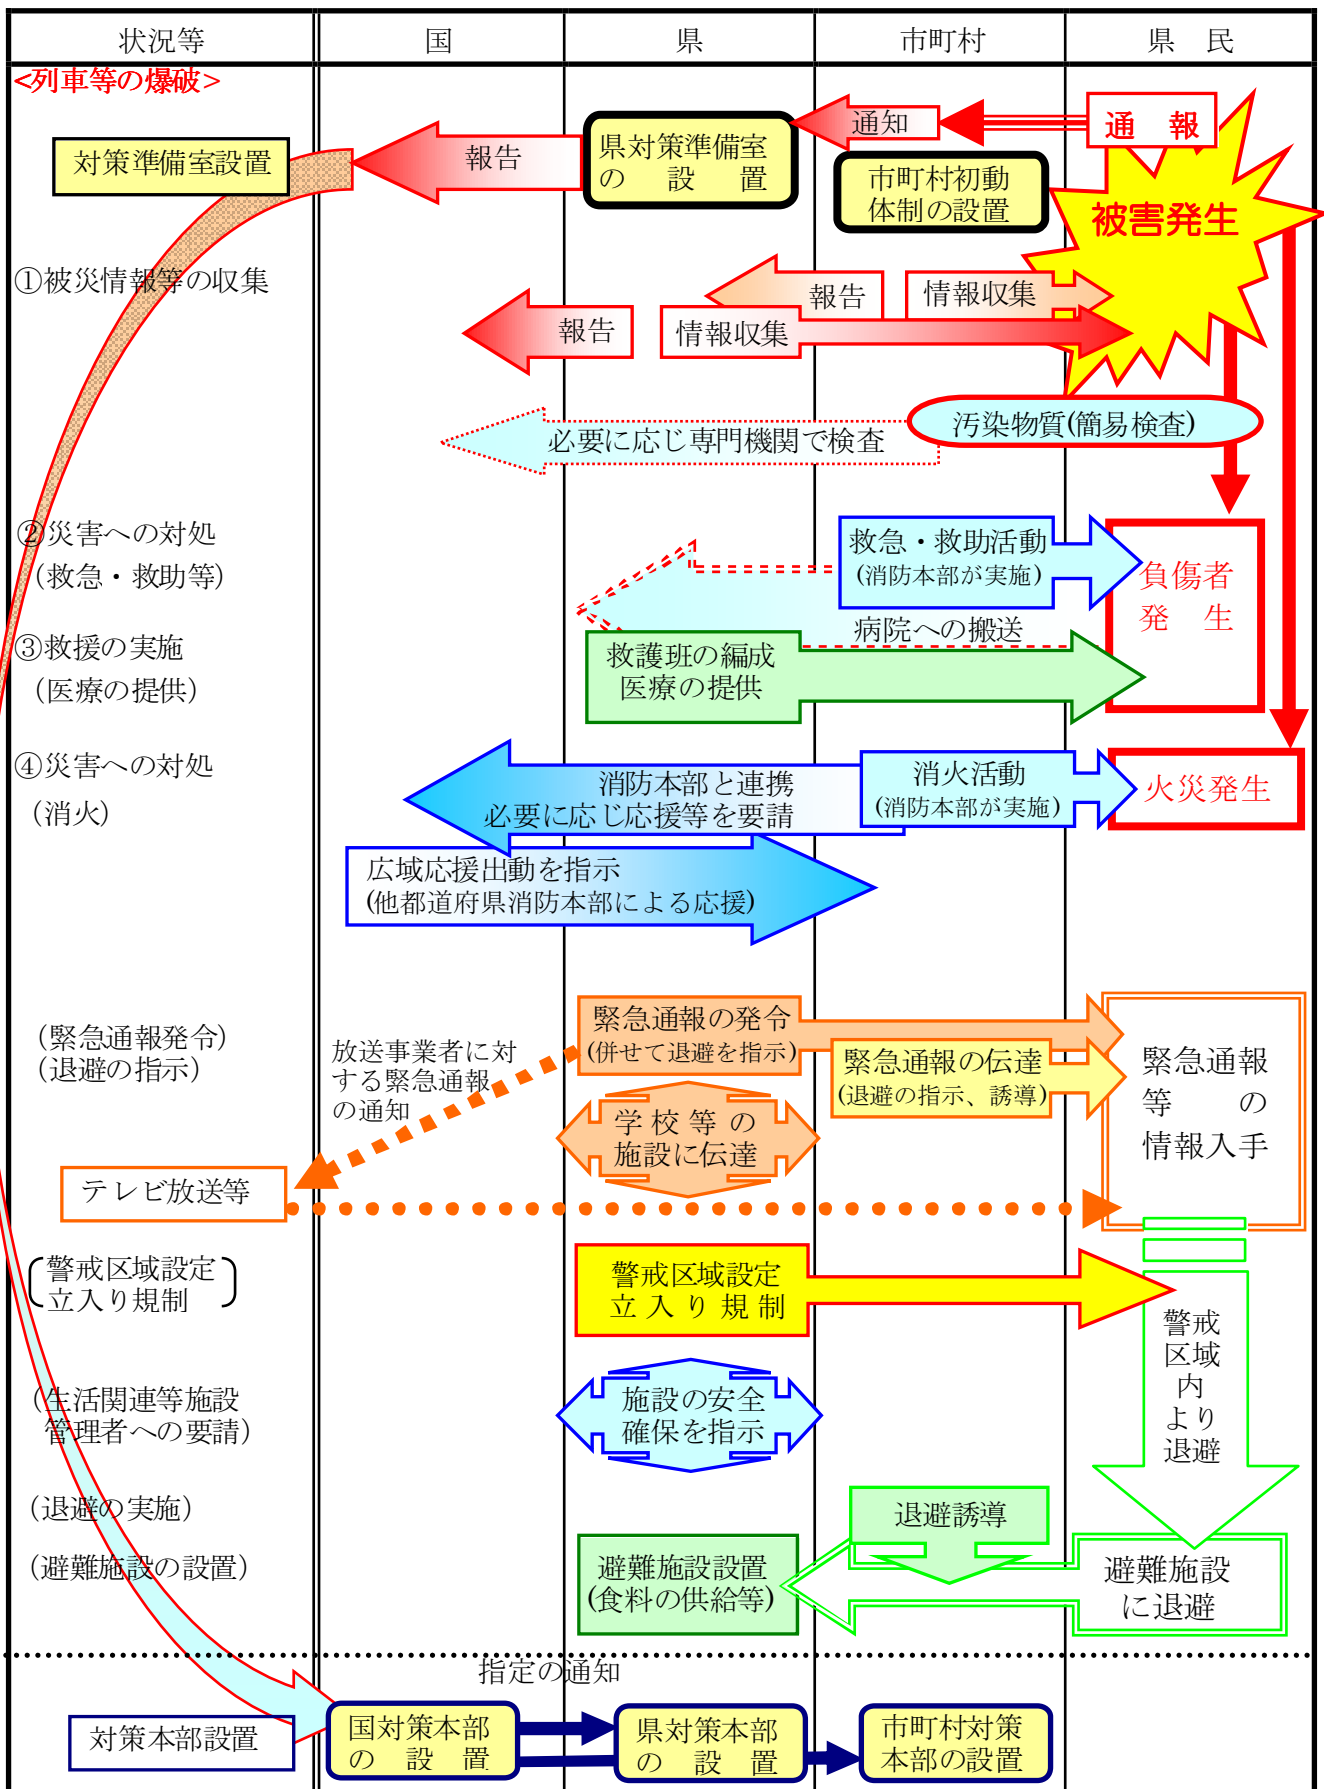 状況等
国
県
市町村
県　民
<列車等の爆破>
通　報
通知
報告
県対策準備室
の　設　置
対策準備室設置
市町村初動
体制の設置
被害発生
①被災情報等の収集
報告
情報収集
報告
情報収集
汚染物質(簡易検査)
必要に応じ専門機関で検査
②災害への対処
（救急・救助等）
救急・救助活動
(消防本部が実施)
負傷者
発　生
病院への搬送
③救援の実施
（医療の提供）
救護班の編成
医療の提供
④災害への対処
（消火）
消防本部と連携
必要に応じ応援等を要請
消火活動
(消防本部が実施)
火災発生
広域応援出動を指示
(他都道府県消防本部による応援)
（緊急通報発令）
（退避の指示）
放送事業者に対
する緊急通報
の通知
緊急通報の発令
(併せて退避を指示)
緊急通報の伝達
(退避の指示、誘導)
緊急通報
等　の
情報入手
学校等の
施設に伝達
テレビ放送等
警戒区域設定
立入り規制
警戒区域設定
立入り規制
警戒
区域
内
より
退避
（生活関連等施設
管理者への要請）
施設の安全
確保を指示
（退避の実施）
退避誘導
（避難施設の設置）
避難施設設置
(食料の供給等)
避難施設
に退避
指定の通知
対策本部設置
国対策本部
の　設　置
県対策本部
の　設　置
市町村対策
本部の設置